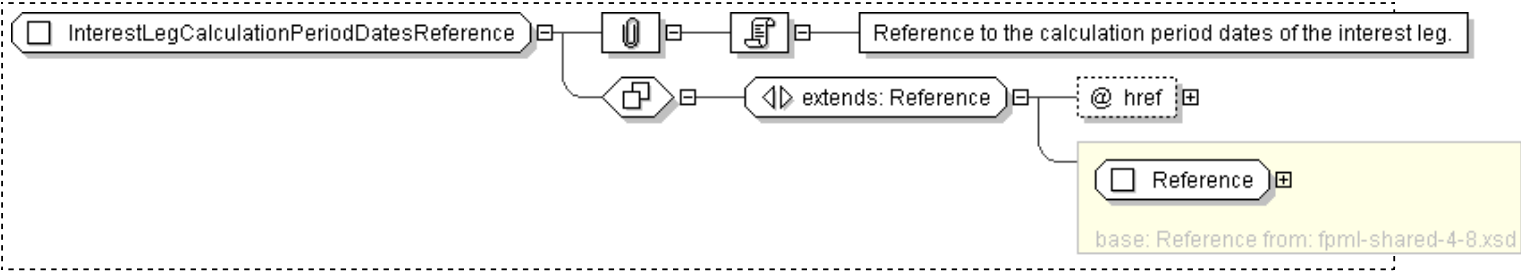 InterestLegCalculationPeriodDatesReference
Reference to the calculation period dates of the interest leg.
extends: Reference
@ href
Reference
base: Reference from: fpml-shared-4-8.xsd